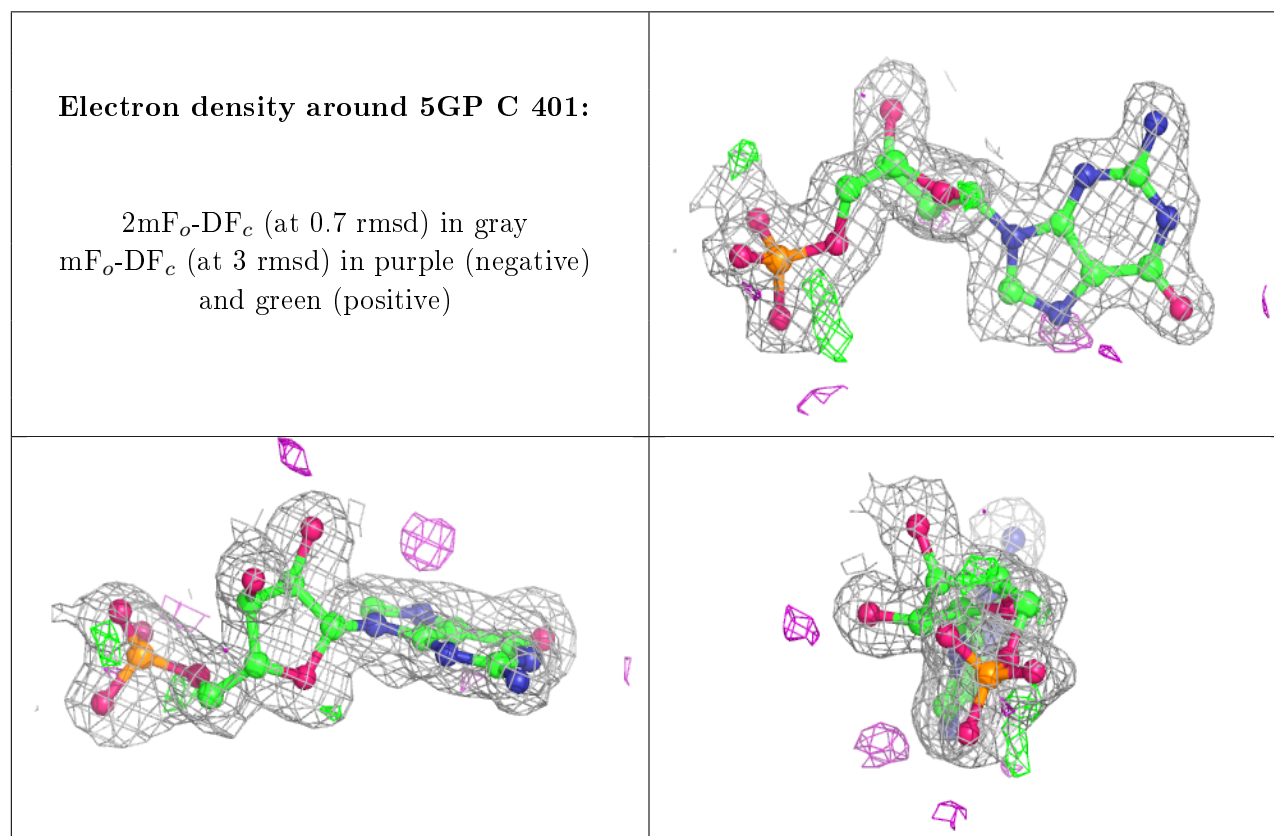 Electron density around 5GP C 401:
2mFo-DFc (at 0.7 rmsd) in gray
mFo-DFc (at 3 rmsd) in purple (negative)
and green (positive)